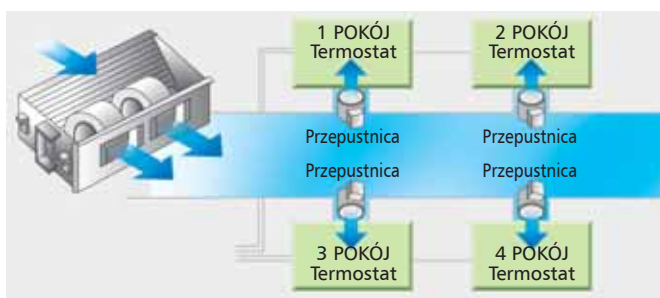 1 POKÓJ
Termostat
2 POKÓJ
Termostat
Przepustnica
Przepustnica
Przepustnica
Przepustnica
3 POKÓJ
Termostat
4 POKÓJ
Termostat